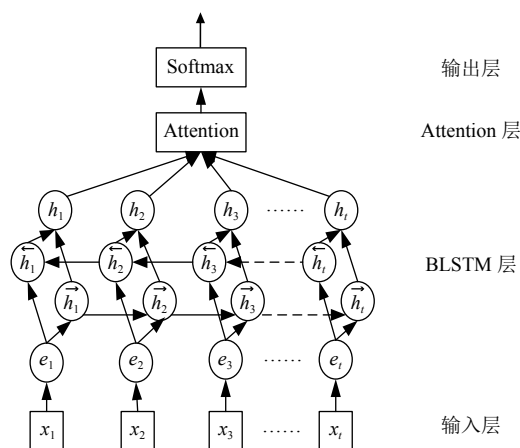 Softmax 输出层
Attention Attention 层
h₁ h₂ h₃ …… hₜ
←h₁ ←h₂ ←h₃ ←hₜ BLSTM 层
→h₁ →h₂ →h₃ →hₜ
e₁ e₂ e₃ …… eₜ
x₁ x₂ x₃ …… xₜ 输入层